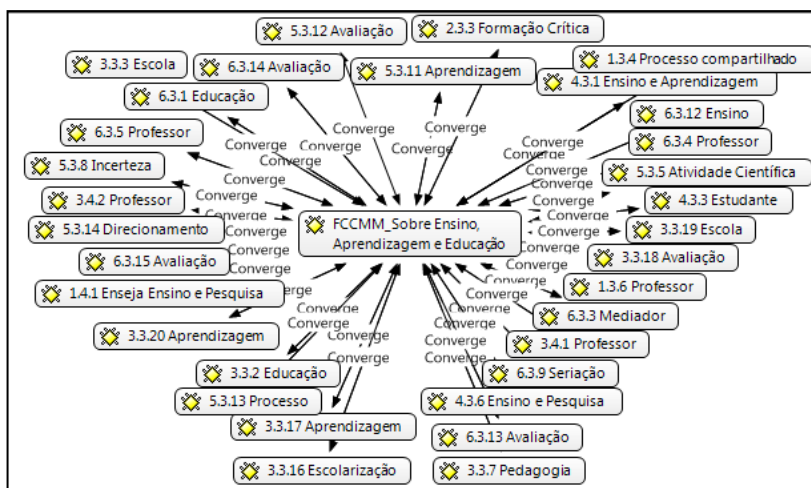 5.3.12 Avaliação
2.3.3 Formação Crítica
3.3.3 Escola
6.3.14 Avaliação
5.3.11 Aprendizagem
1.3.4 Processo compartilhado
4.3.1 Ensino e Aprendizagem
6.3.1 Educação
6.3.12 Ensino
6.3.5 Professor
6.3.4 Professor
Converge
Converge
Converge
Converge
Converge
Converge
Converge
Converge
Converge
5.3.8 Incerteza
5.3.5 Atividade Científica
Converge
Converge
3.4.2 Professor
4.3.3 Estudante
Converge
Converge
5.3.14 Direcionamento
FCCMM_Sobre Ensino,
Aprendizagem e Educação
3.3.19 Escola
Converge
Converge
6.3.15 Avaliação
3.3.18 Avaliação
Converge
Converge
1.4.1 Enseja Ensino e Pesquisa
1.3.6 Professor
Converge
Converge
3.3.20 Aprendizagem
6.3.3 Mediador
Converge
Converge
Converge
Converge
3.4.1 Professor
Converge
Converge
Converge
Converge
3.3.2 Educação
6.3.9 Seriação
5.3.13 Processo
4.3.6 Ensino e Pesquisa
3.3.17 Aprendizagem
6.3.13 Avaliação
3.3.16 Escolarização
3.3.7 Pedagogia